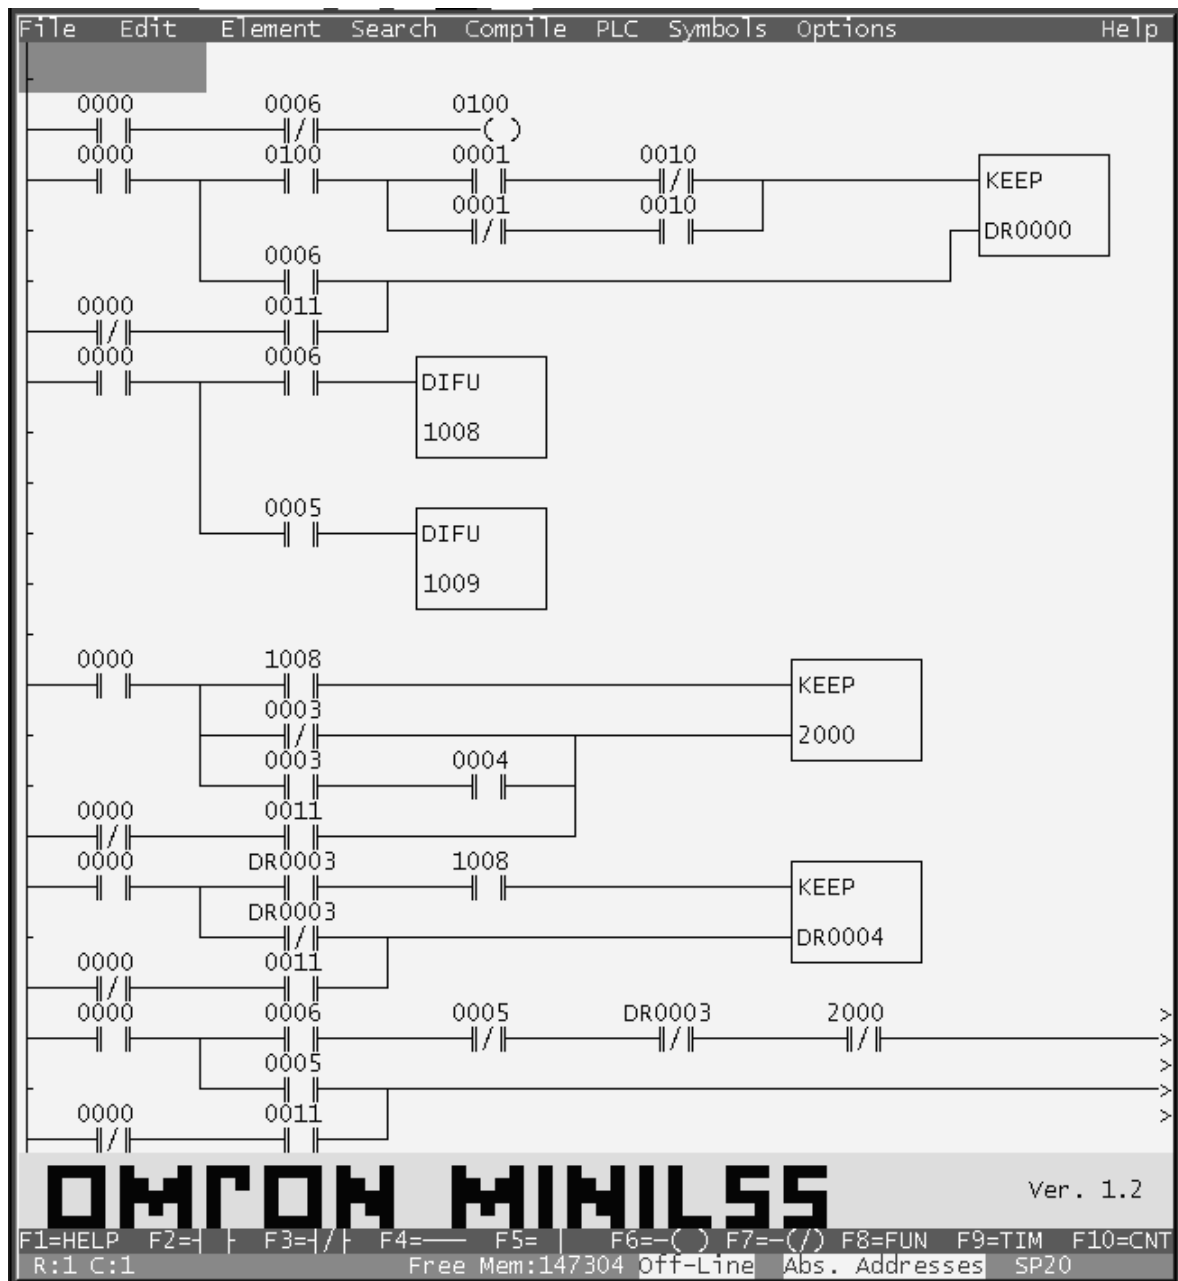 File Edit Element Search Compile PLC Symbols Options Help
0000 0006 0100
0000 0100 0001 0010
KEEP
0001 0010
DR0000
0006
0000 0011
0000 0006
DIFU
1008
0005
DIFU
1009
0000 1008
KEEP
0003
2000
0003 0004
0000 0011
0000 DR0003 1008
KEEP
DR0003
DR0004
0000 0011
0000 0006 0005 DR0003 2000
>
>
0005
>
>
0000 0011
>
OMRON MINILSS
Ver. 1.2
F1=HELP F2=┤ ├ F3=┤/├ F4=─── F5= │ F6=─( ) F7=─(/) F8=FUN F9=TIM F10=CNT
R:1 C:1 Free Mem:147304 Off-Line Abs. Addresses SP20